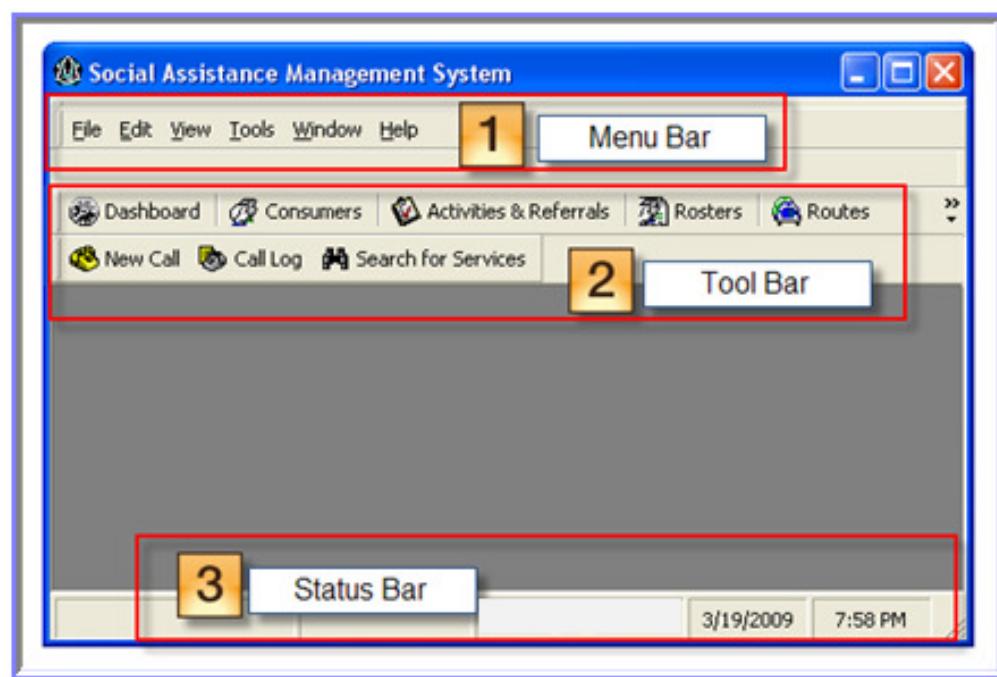 Social Assistance Management System
File Edit View Tools Window Help
1 Menu Bar
Dashboard Consumers Activities & Referrals Rosters Routes »
New Call Call Log Search for Services
2 Tool Bar
3 Status Bar
3/19/2009 7:58 PM